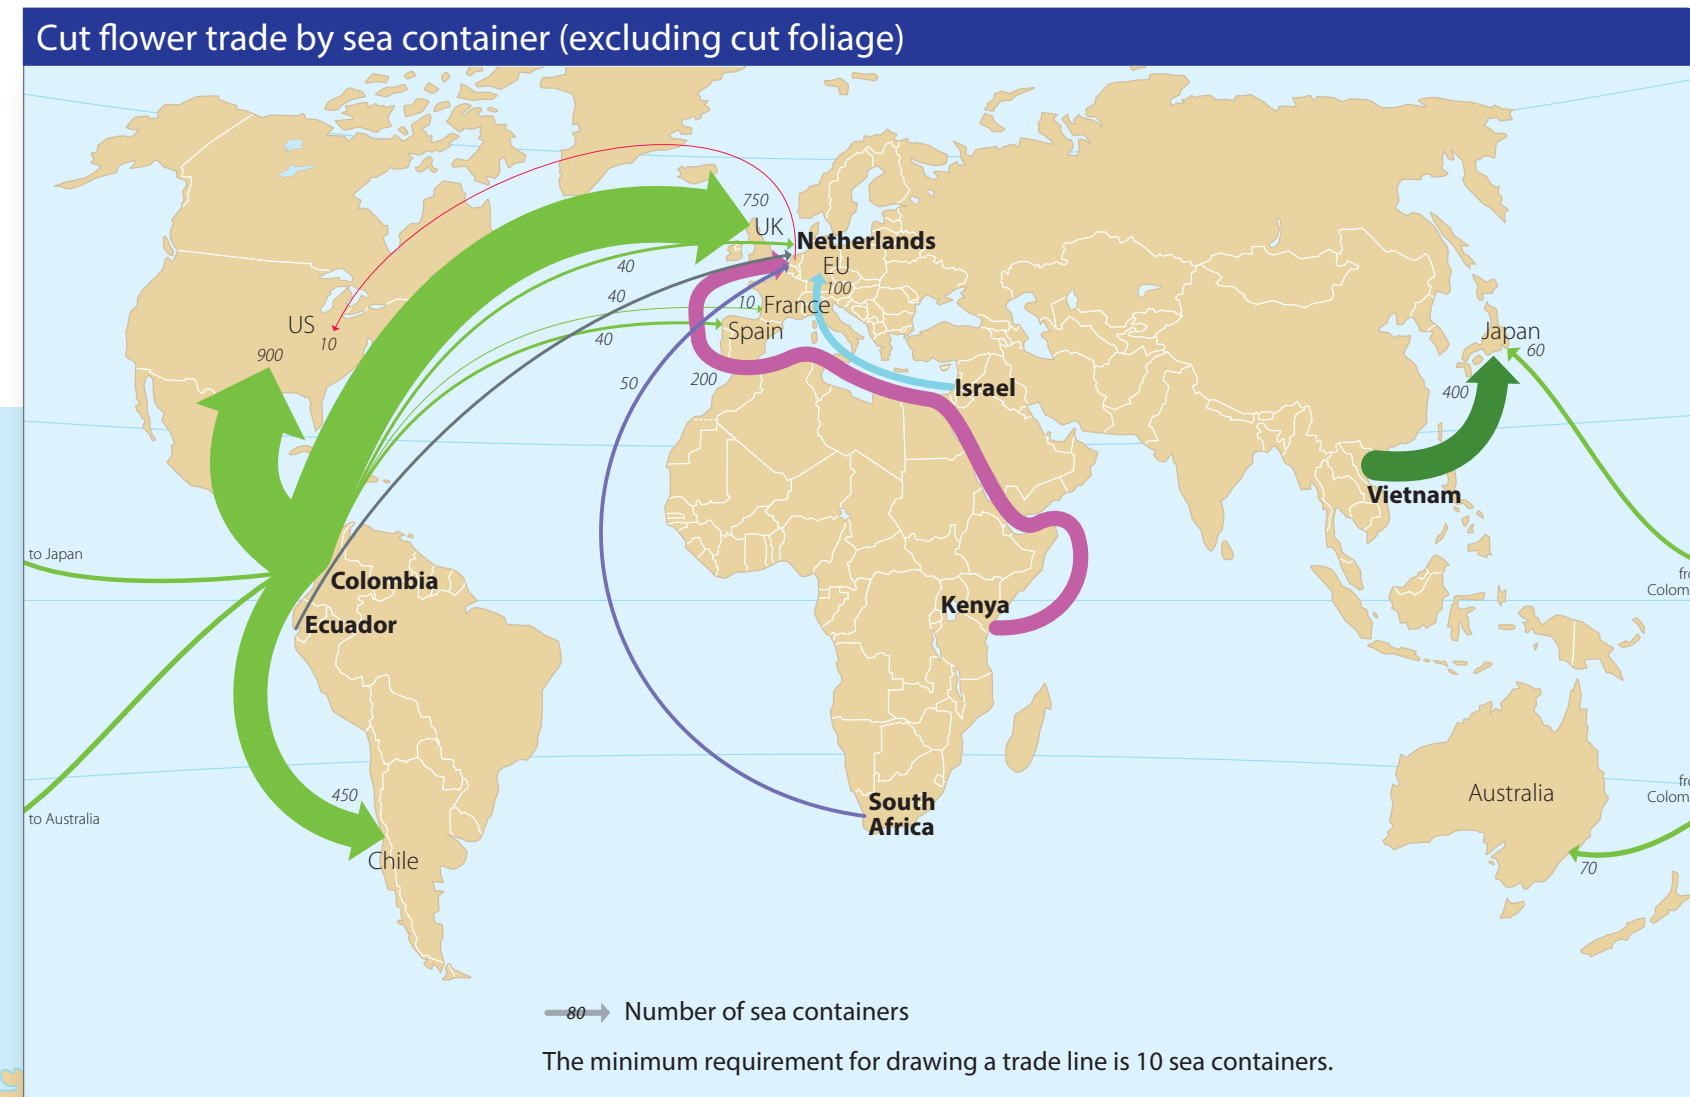 Cut flower trade by sea container (excluding cut foliage)
750
UK
Netherlands
EU
40
100
40
10
France
Spain
40
US
10
900
Japan
60
400
200
50
Israel
Vietnam
to Japan
Colombia
Ecuador
Kenya
Colom
450
to Australia
Chile
South
Africa
Australia
Colom
70
80
Number of sea containers
The minimum requirement for drawing a trade line is 10 sea containers.